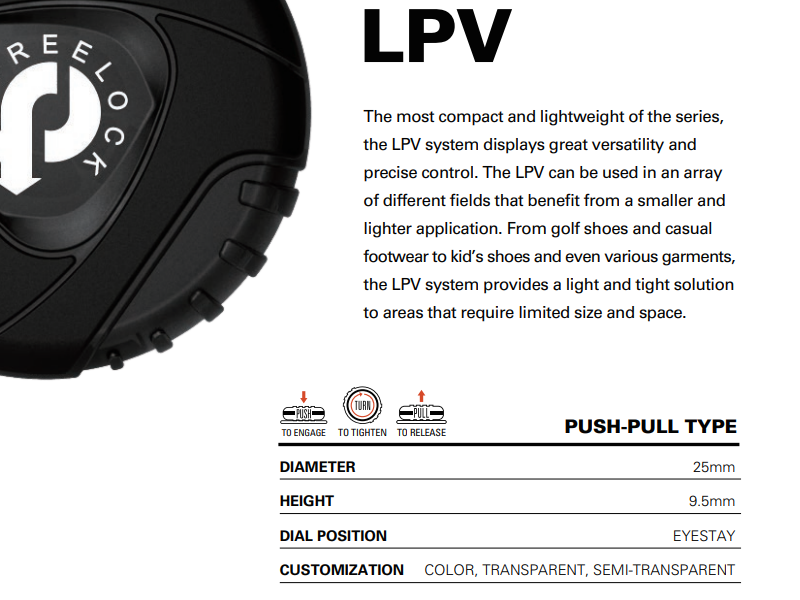 REELOCK
LPV
The most compact and lightweight of the series,
the LPV system displays great versatility and
precise control. The LPV can be used in an array
of different fields that benefit from a smaller and
lighter application. From golf shoes and casual
footwear to kid's shoes and even various garments,
the LPV system provides a light and tight solution
to areas that require limited size and space.
PUSH TURN PULL
TO ENGAGE TO TIGHTEN TO RELEASE
PUSH-PULL TYPE
DIAMETER 25mm
HEIGHT 9.5mm
DIAL POSITION EYESTAY
CUSTOMIZATION COLOR, TRANSPARENT, SEMI-TRANSPARENT